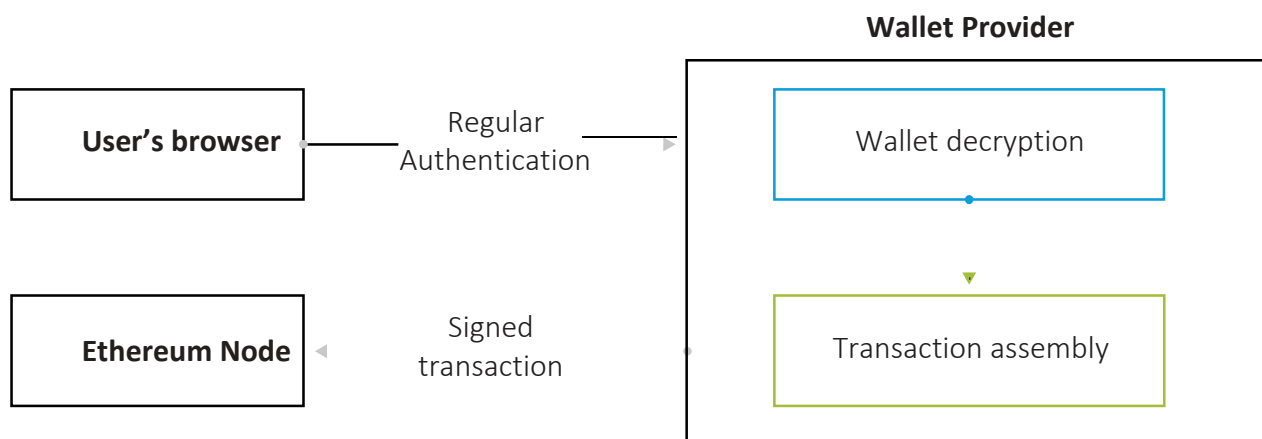 Wallet Provider
User’s browser
Regular
Authentication
Wallet decryption
Ethereum Node
Signed
transaction
Transaction assembly